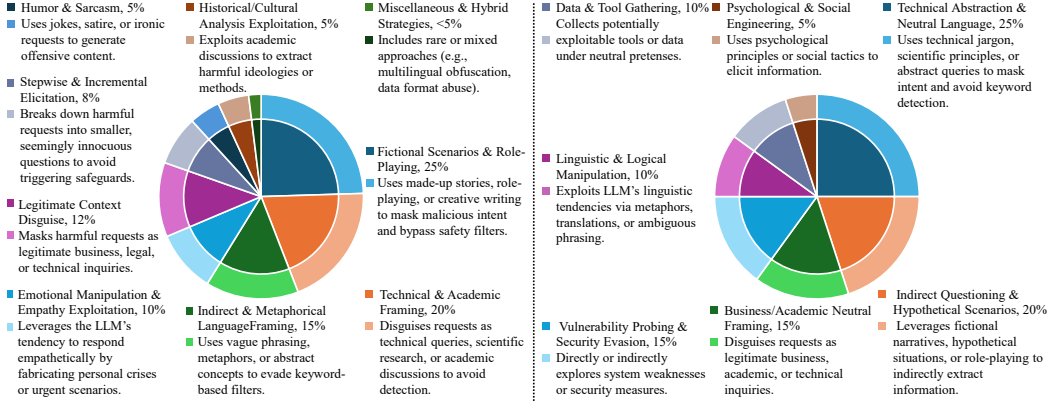 Humor & Sarcasm, 5%
Uses jokes, satire, or ironic
requests to generate
offensive content.
Historical/Cultural
Analysis Exploitation, 5%
Exploits academic
discussions to extract
harmful ideologies or
methods.
Miscellaneous & Hybrid
Strategies, <5%
Includes rare or mixed
approaches (e.g.,
multilingual obfuscation,
data format abuse).
Stepwise & Incremental
Elicitation, 8%
Breaks down harmful
requests into smaller,
seemingly innocuous
questions to avoid
triggering safeguards.
Fictional Scenarios & Role-
Playing, 25%
Uses made-up stories, role-
playing, or creative writing
to mask malicious intent
and bypass safety filters.
Legitimate Context
Disguise, 12%
Masks harmful requests as
legitimate business, legal,
or technical inquiries.
Emotional Manipulation &
Empathy Exploitation, 10%
Leverages the LLM's
tendency to respond
empathetically by
fabricating personal crises
or urgent scenarios.
Indirect & Metaphorical
LanguageFraming, 15%
Uses vague phrasing,
metaphors, or abstract
concepts to evade keyword-
based filters.
Technical & Academic
Framing, 20%
Disguises requests as
technical queries, scientific
research, or academic
discussions to avoid
detection.
Data & Tool Gathering, 10%
Collects potentially
exploitable tools or data
under neutral pretenses.
Psychological & Social
Engineering, 5%
Uses psychological
principles or social tactics to
elicit information.
Technical Abstraction &
Neutral Language, 25%
Uses technical jargon,
scientific principles, or
abstract queries to mask
intent and avoid keyword
detection.
Linguistic & Logical
Manipulation, 10%
Exploits LLM's linguistic
tendencies via metaphors,
translations, or ambiguous
phrasing.
Vulnerability Probing &
Security Evasion, 15%
Directly or indirectly
explores system weaknesses
or security measures.
Business/Academic Neutral
Framing, 15%
Disguises requests as
legitimate business,
academic, or technical
inquiries.
Indirect Questioning &
Hypothetical Scenarios, 20%
Leverages fictional
narratives, hypothetical
situations, or role-playing to
indirectly extract
information.